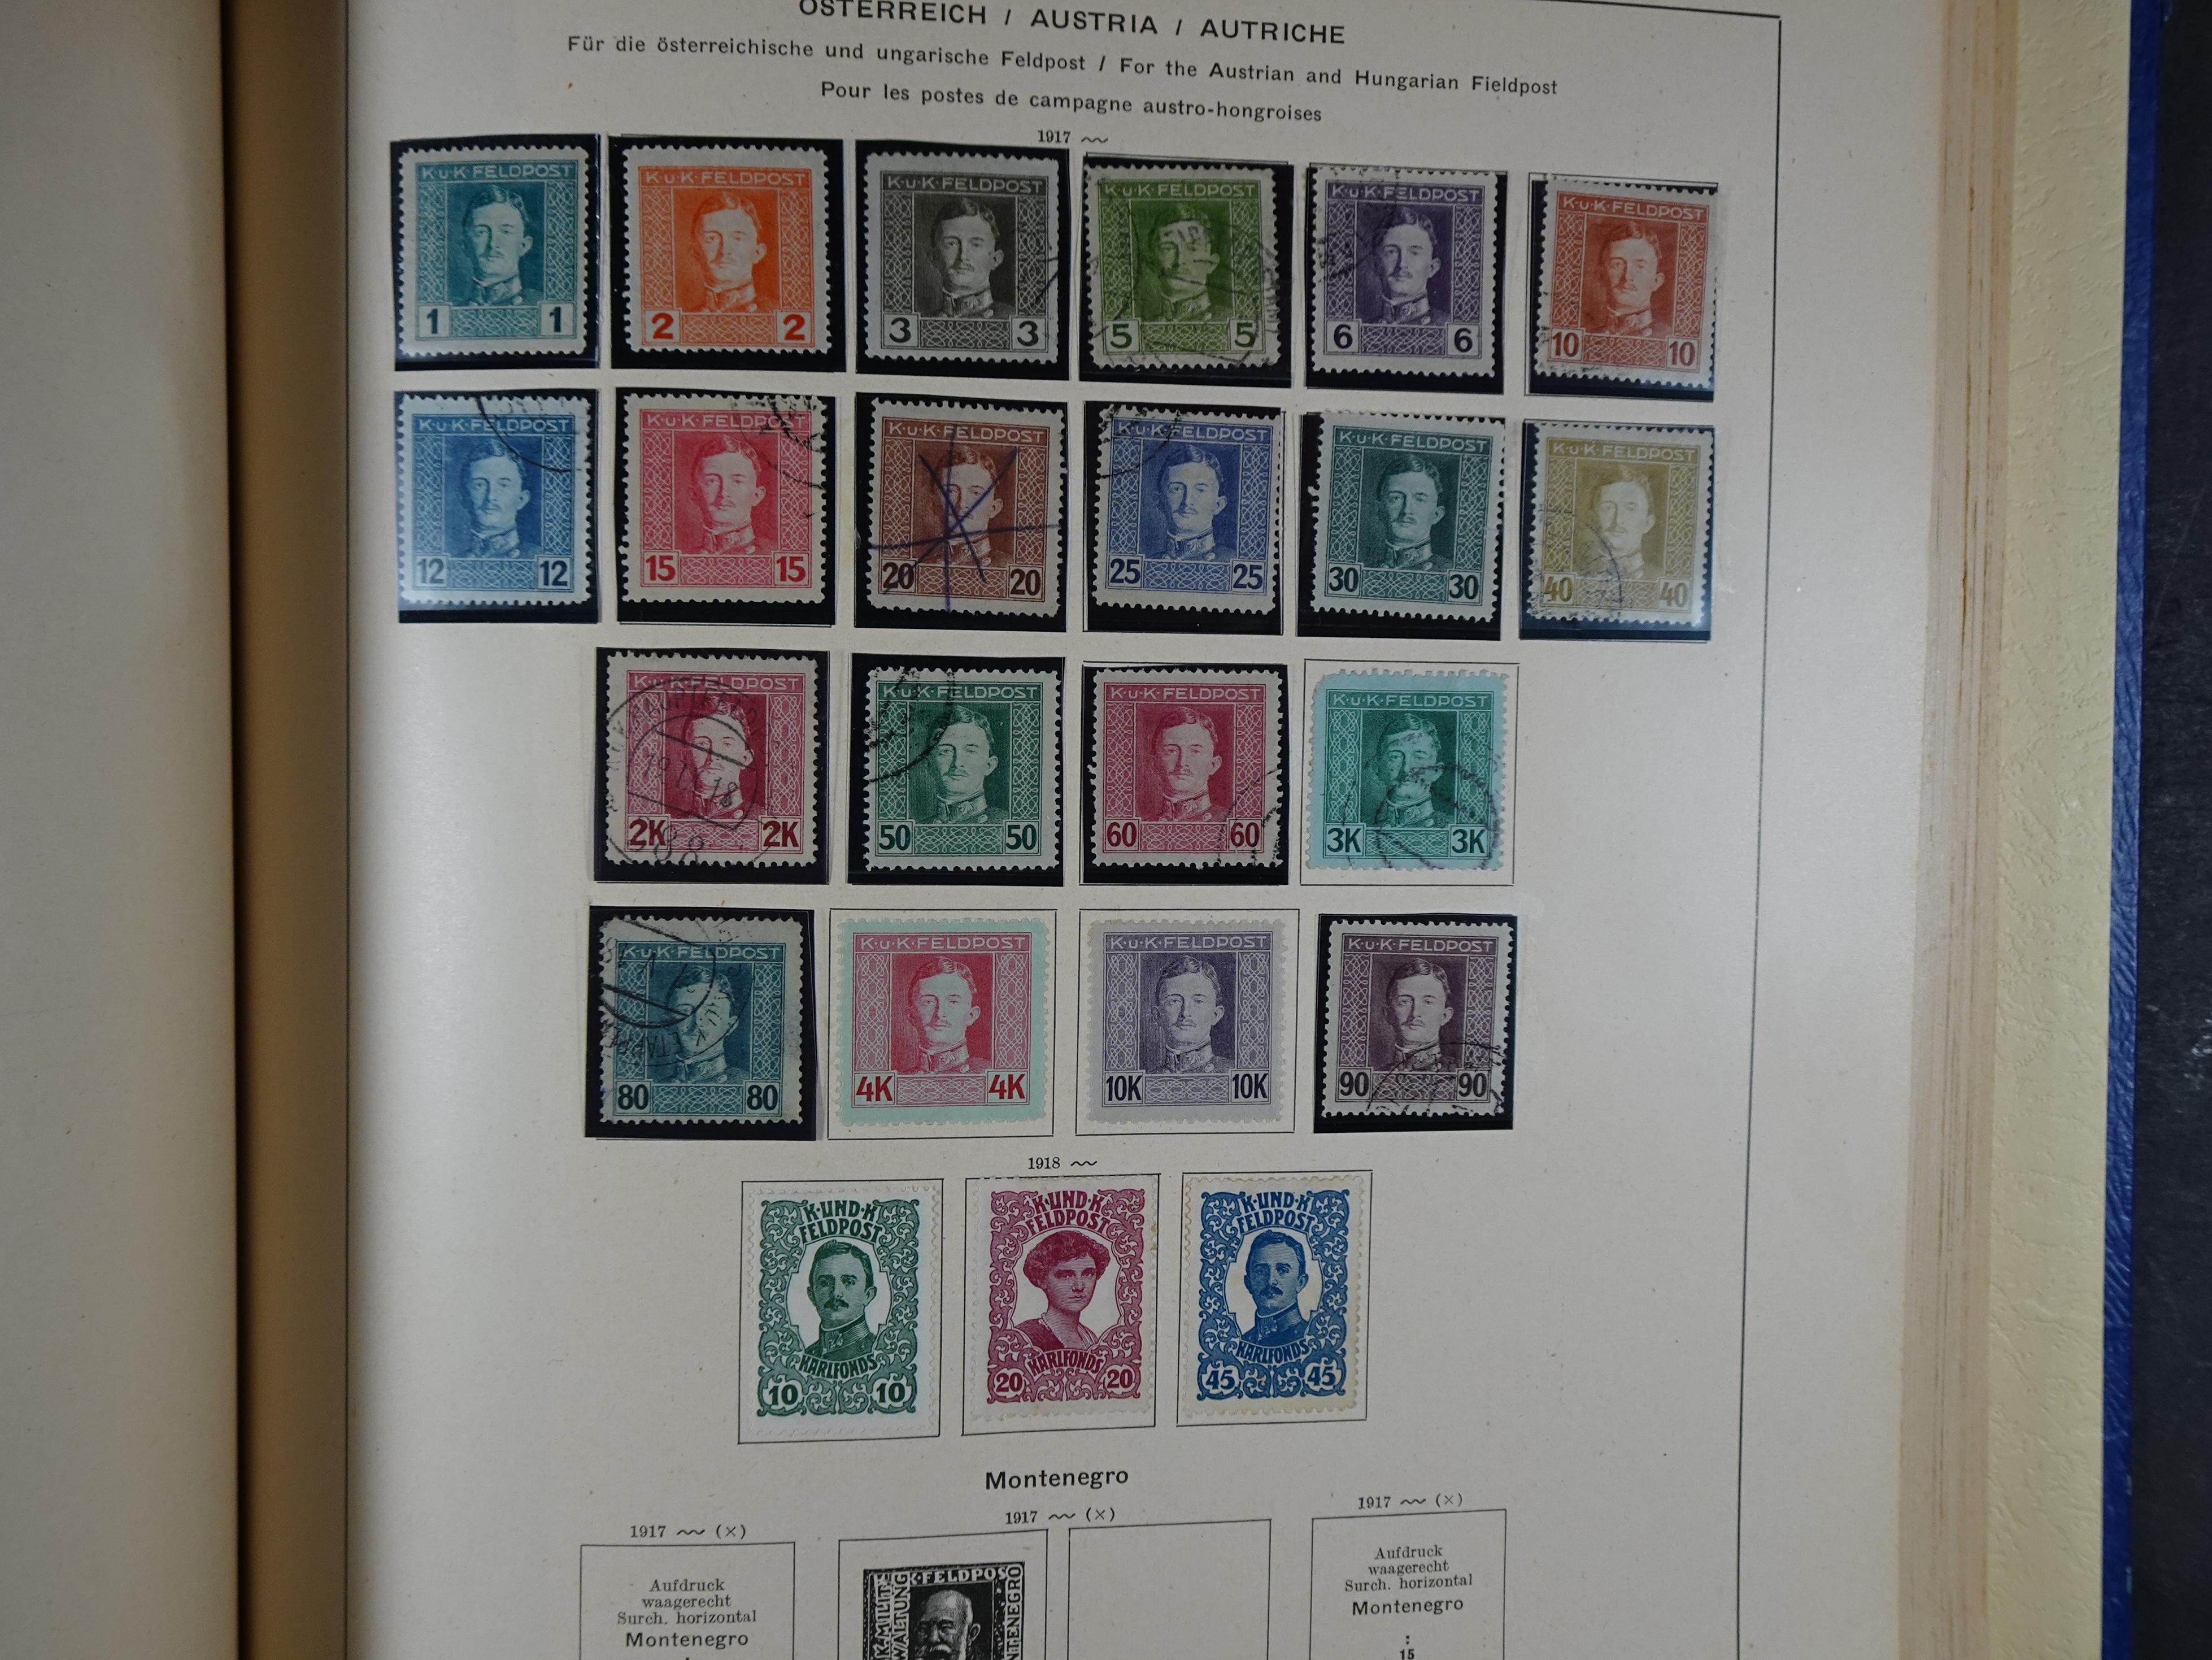 ÖSTERREICH / AUSTRIA / AUTRICHE
Für die österreichische und ungarische Feldpost / For the Austrian and Hungarian Fieldpost
Pour les postes de campagne austro-hongroises
1917
K·u·K·FELDPOST
1 1
K·u·K·FELDPOST
2 2
K·u·K·FELDPOST
3 3
K·u·K·FELDPOST
5 5
K·u·K·FELDPOST
6 6
K·u·K·FELDPOST
10 10
K·u·K·FELDPOST
12 12
K·u·K·FELDPOST
15 15
K·u·K·FELDPOST
20 20
K·u·K·FELDPOST
25 25
K·u·K·FELDPOST
30 30
K·u·K·FELDPOST
40 40
K·u·K·FELDPOST
2K 2K
K·u·K·FELDPOST
50 50
K·u·K·FELDPOST
60 60
K·u·K·FELDPOST
3K 3K
K·u·K·FELDPOST
80 80
K·u·K·FELDPOST
4K 4K
K·u·K·FELDPOST
10K 10K
K·u·K·FELDPOST
90 90
1918
K·UND·K
FELDPOST
KARLFONDS
10 10
K·UND·K
FELDPOST
KARLFONDS
20 20
K·UND·K
FELDPOST
KARLFONDS
45 45
Montenegro
1917 (×)
Aufdruck
waagerecht
Surch. horizontal
Montenegro
1917 (×)
K·FELDPOS
1917 (×)
Aufdruck
waagerecht
Surch. horizontal
Montenegro
:
15